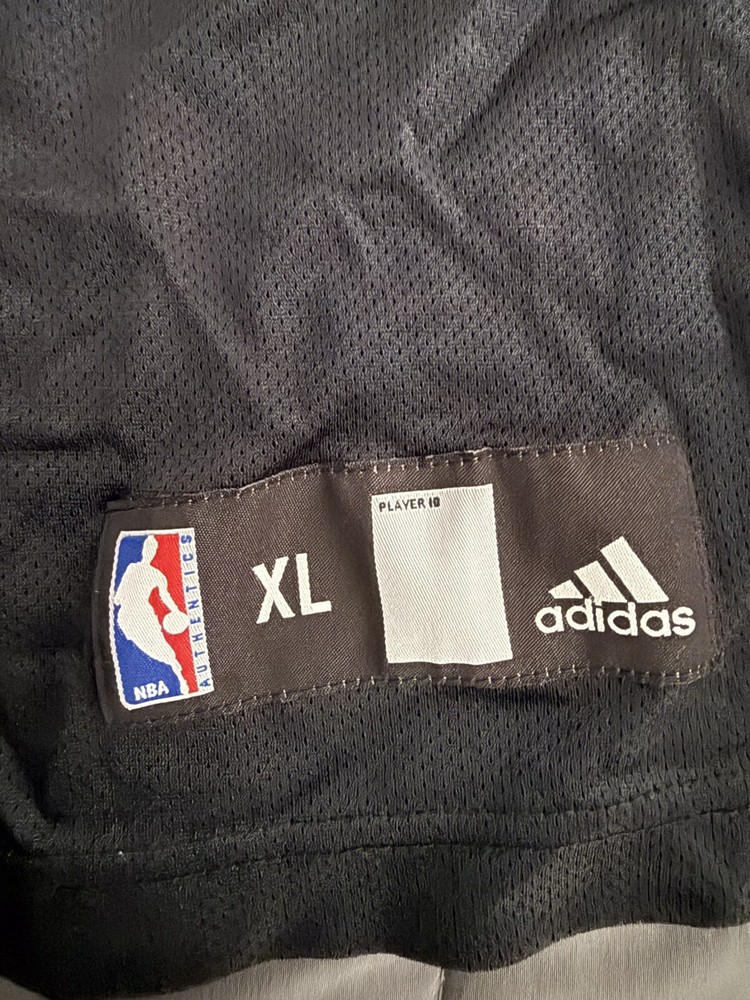 NBA
AUTHENTICS
XL
PLAYER ID
adidas